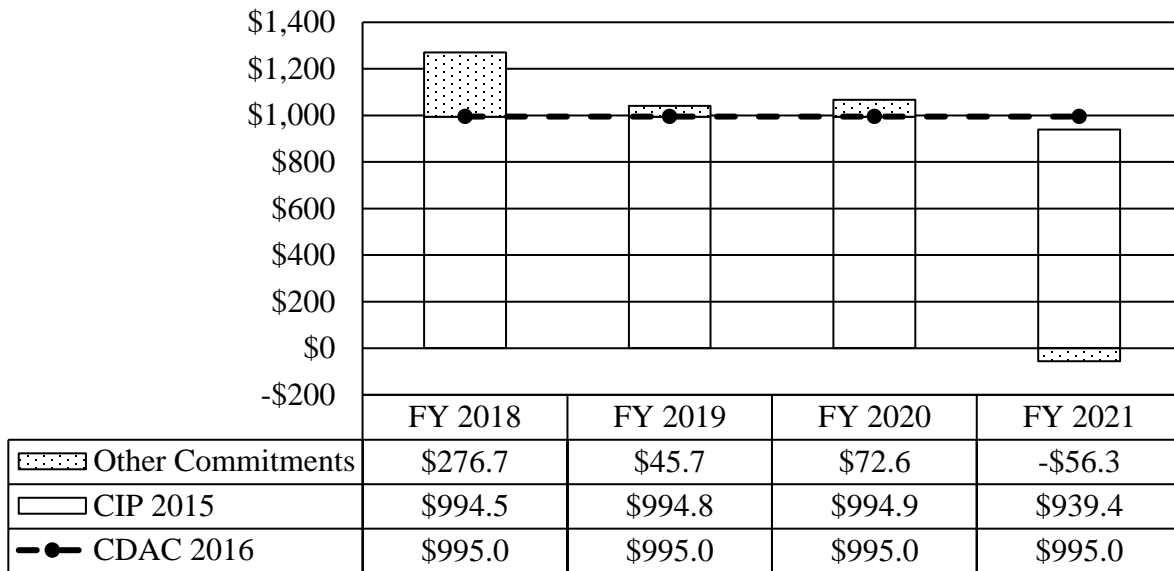 $1,400
$1,200
$1,000
$800
$600
$400
$200
$0
-$200
FY 2018 FY 2019 FY 2020 FY 2021
Other Commitments $276.7 $45.7 $72.6 -$56.3
CIP 2015 $994.5 $994.8 $994.9 $939.4
CDAC 2016 $995.0 $995.0 $995.0 $995.0